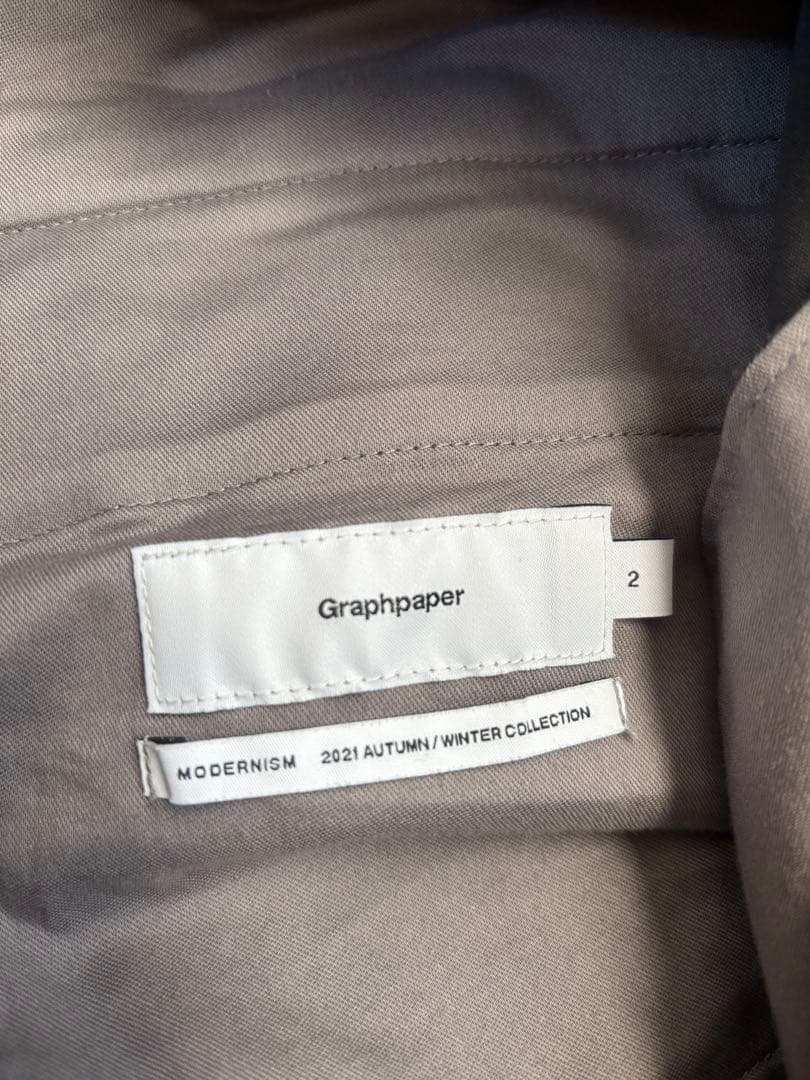 Graphpaper
2
MODERNISM 2021 AUTUMN / WINTER COLLECTION